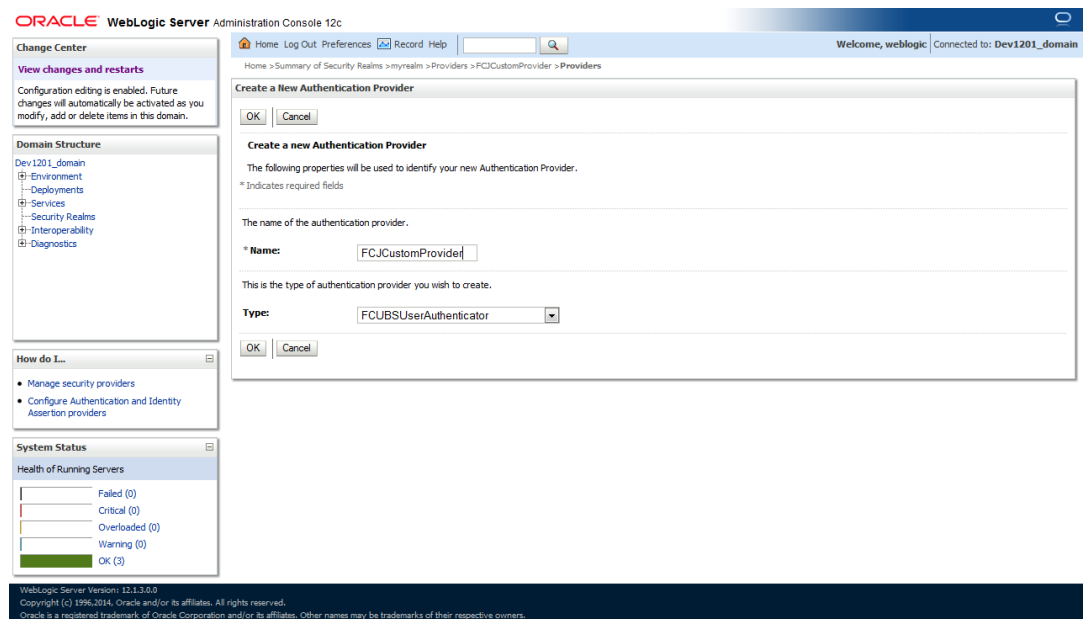 ORACLE WebLogic Server Administration Console 12c
Change Center
View changes and restarts
Configuration editing is enabled. Future
changes will automatically be activated as you
modify, add or delete items in this domain.
Domain Structure
Dev1201_domain
Environment
Deployments
Services
Security Realms
Interoperability
Diagnostics
How do I...
Manage security providers
Configure Authentication and Identity
Assertion providers
System Status
Health of Running Servers
Failed (0)
Critical (0)
Overloaded (0)
Warning (0)
OK (3)
Home Log Out Preferences Record Help
Welcome, weblogic Connected to: Dev1201_domain
Home >Summary of Security Realms >myrealm >Providers >FCJCustomProvider >Providers
Create a New Authentication Provider
OK Cancel
Create a new Authentication Provider
The following properties will be used to identify your new Authentication Provider.
* Indicates required fields
The name of the authentication provider.
* Name: FCJCustomProvider
This is the type of authentication provider you wish to create.
Type: FCUBSUserAuthenticator
OK Cancel
WebLogic Server Version: 12.1.3.0.0
Copyright (c) 1996,2014, Oracle and/or its affiliates. All rights reserved.
Oracle is a registered trademark of Oracle Corporation and/or its affiliates. Other names may be trademarks of their respective owners.